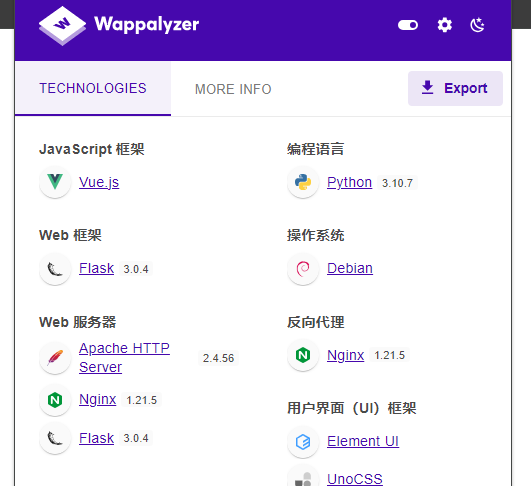 Wappalyzer
TECHNOLOGIES
MORE INFO
Export
JavaScript 框架
Vue.js
Web 框架
Flask 3.0.4
Web 服务器
Apache HTTP
Server 2.4.56
Nginx 1.21.5
Flask 3.0.4
编程语言
Python 3.10.7
操作系统
Debian
反向代理
Nginx 1.21.5
用户界面（UI）框架
Element UI
UnoCSS